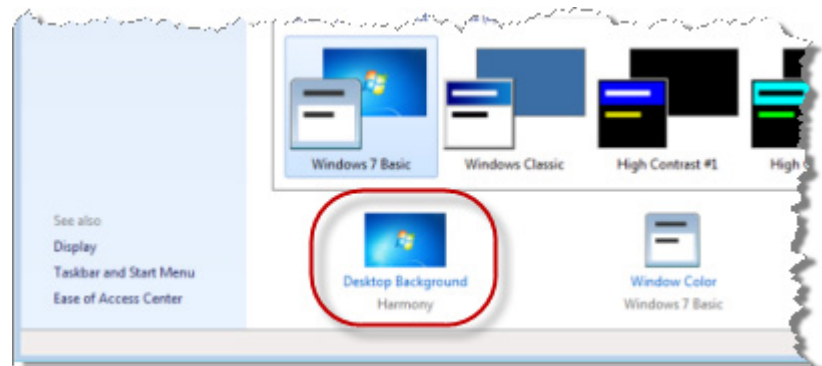 Windows 7 Basic
Windows Classic
High Contrast #1
High
See also
Display
Taskbar and Start Menu
Ease of Access Center
Desktop Background
Harmony
Window Color
Windows 7 Basic